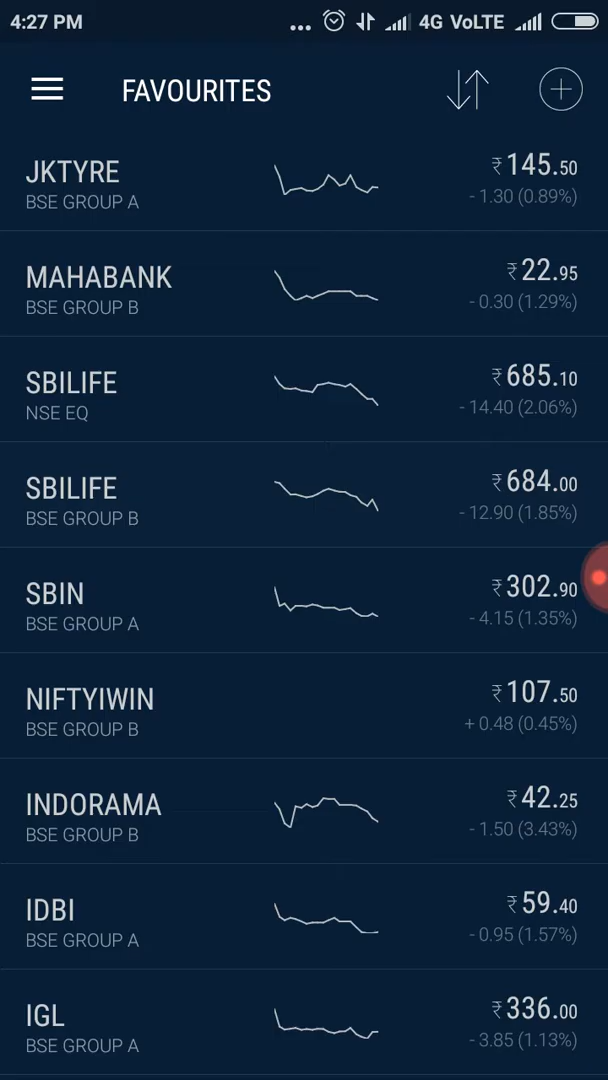 4:27 PM ... 4G VoLTE
FAVOURITES
JKTYRE ₹145.50
BSE GROUP A - 1.30 (0.89%)
MAHABANK ₹22.95
BSE GROUP B - 0.30 (1.29%)
SBILIFE ₹685.10
NSE EQ - 14.40 (2.06%)
SBILIFE ₹684.00
BSE GROUP B - 12.90 (1.85%)
SBIN ₹302.90
BSE GROUP A - 4.15 (1.35%)
NIFTYIWIN ₹107.50
BSE GROUP B + 0.48 (0.45%)
INDORAMA ₹42.25
BSE GROUP B - 1.50 (3.43%)
IDBI ₹59.40
BSE GROUP A - 0.95 (1.57%)
IGL ₹336.00
BSE GROUP A - 3.85 (1.13%)